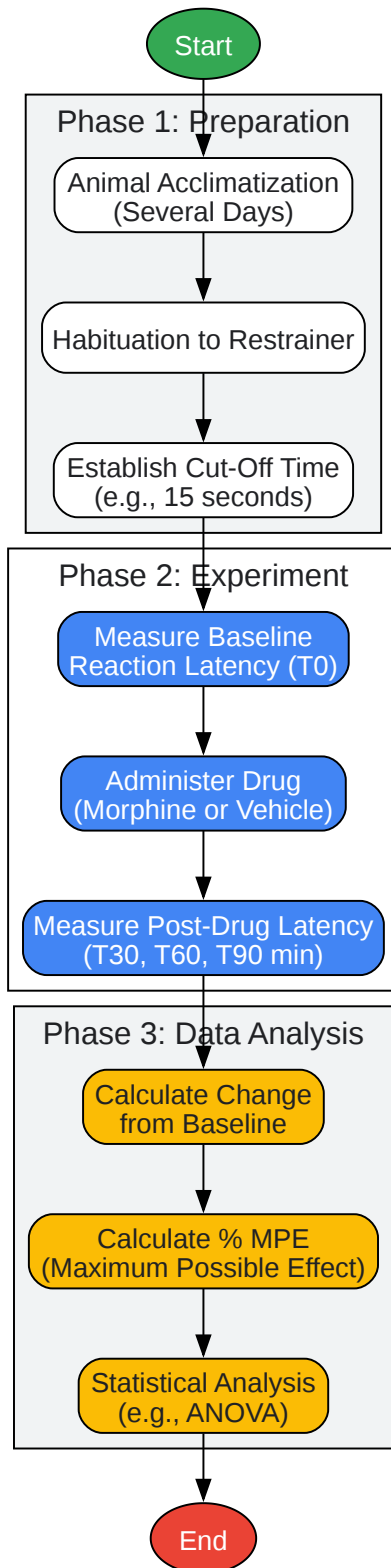 Start
Phase 1: Preparation
Animal Acclimatization
(Several Days)
Habituation to Restrainer
Establish Cut-Off Time
(e.g., 15 seconds)
Phase 2: Experiment
Measure Baseline
Reaction Latency (T0)
Administer Drug
(Morphine or Vehicle)
Measure Post-Drug Latency
(T30, T60, T90 min)
Phase 3: Data Analysis
Calculate Change
from Baseline
Calculate % MPE
(Maximum Possible Effect)
Statistical Analysis
(e.g., ANOVA)
End